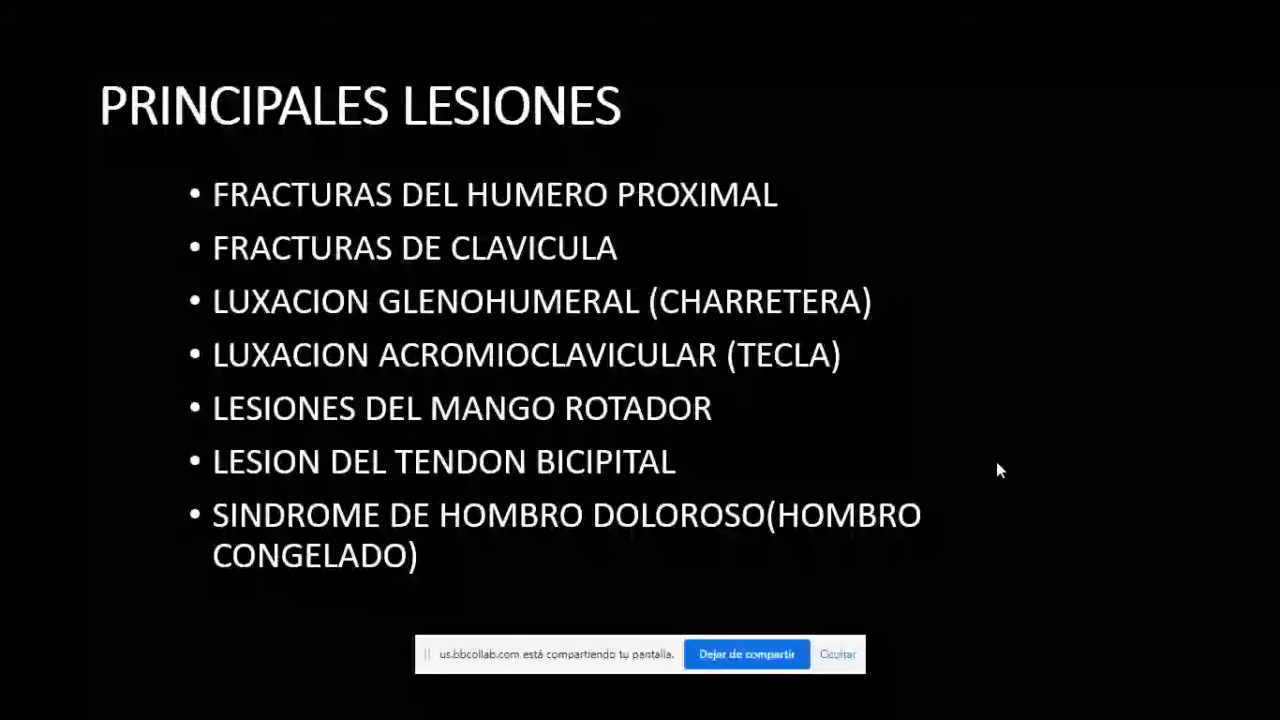 PRINCIPALES LESIONES
• FRACTURAS DEL HUMERO PROXIMAL
• FRACTURAS DE CLAVICULA
• LUXACION GLENOHUMERAL (CHARRETERA)
• LUXACION ACROMIOCLAVICULAR (TECLA)
• LESIONES DEL MANGO ROTADOR
• LESION DEL TENDON BICIPITAL
• SINDROME DE HOMBRO DOLOROSO(HOMBRO
CONGELADO)
us.bbcollab.com está compartiendo tu pantalla. Dejar de compartir Ocultar